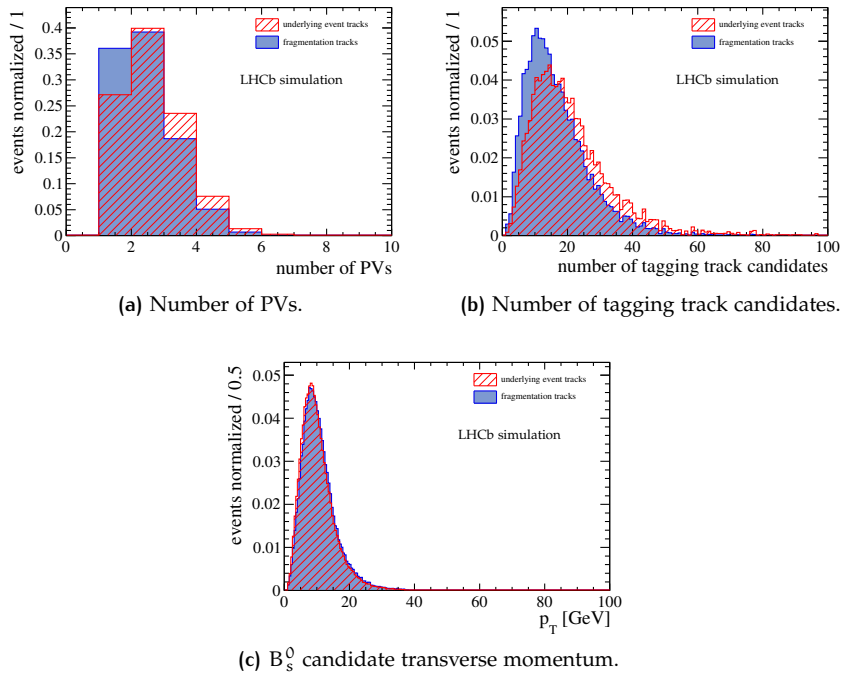 events normalized / 1
0.4
0.35
0.3
0.25
0.2
0.15
0.1
0.05
0
0 2 4 6 8 10
number of PVs
underlying event tracks
fragmentation tracks
LHCb simulation
(a) Number of PVs.
events normalized / 1
0.05
0.04
0.03
0.02
0.01
0
0 20 40 60 80 100
number of tagging track candidates
underlying event tracks
fragmentation tracks
LHCb simulation
(b) Number of tagging track candidates.
events normalized / 0.5
0.05
0.04
0.03
0.02
0.01
0
0 20 40 60 80 100
p_T [GeV]
underlying event tracks
fragmentation tracks
LHCb simulation
(c) B_s^0 candidate transverse momentum.